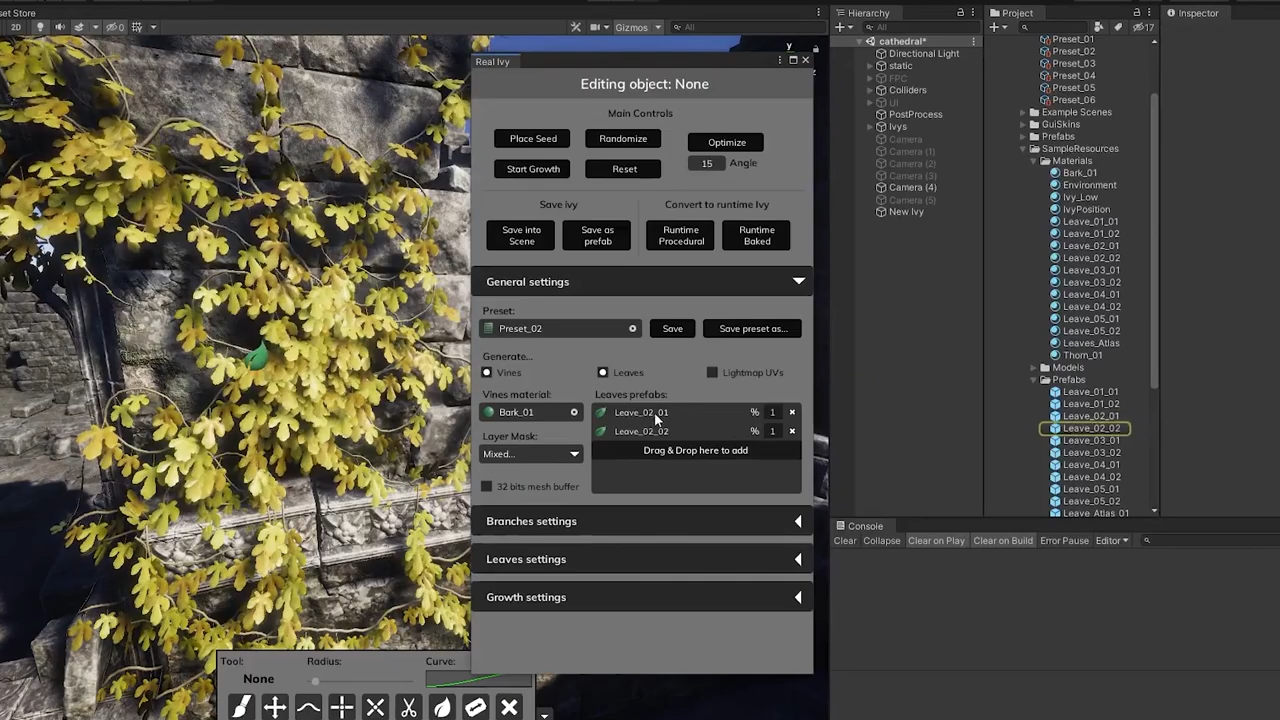 sset Store
2D
0
Gizmos
All
y
Real Ivy
Editing object: None
Main Controls
Place Seed
Randomize
Optimize
Start Growth
Reset
15
Angle
Save ivy
Convert to runtime Ivy
Save into Scene
Save as prefab
Runtime Procedural
Runtime Baked
General settings
Preset:
Preset_02
Save
Save preset as...
Generate...
Vines
Leaves
Lightmap UVs
Vines material:
Leaves prefabs:
Bark_01
Leave_02_01
%
1
Leave_02_02
%
1
Layer Mask:
Mixed...
Drag & Drop here to add
32 bits mesh buffer
Branches settings
Leaves settings
Growth settings
Tool:
Radius:
Curve:
None
Hierarchy
All
cathedral*
Directional Light
static
FPC
Colliders
UI
PostProcess
Ivys
Camera
Camera (1)
Camera (2)
Camera (3)
Camera (4)
Camera (5)
New Ivy
Project
17
Preset_01
Preset_02
Preset_03
Preset_04
Preset_05
Preset_06
Example Scenes
GuiSkins
Prefabs
SampleResources
Materials
Bark_01
Environment
Ivy_Low
IvyPosition
Leave_01_01
Leave_01_02
Leave_02_01
Leave_02_02
Leave_03_01
Leave_03_02
Leave_04_01
Leave_04_02
Leave_05_01
Leave_05_02
Leaves_Atlas
Thorn_01
Models
Prefabs
Leave_01_01
Leave_01_02
Leave_02_01
Leave_02_02
Leave_03_01
Leave_03_02
Leave_04_01
Leave_04_02
Leave_05_01
Leave_05_02
Leave_Atlas_01
Inspector
Console
Clear
Collapse
Clear on Play
Clear on Build
Error Pause
Editor